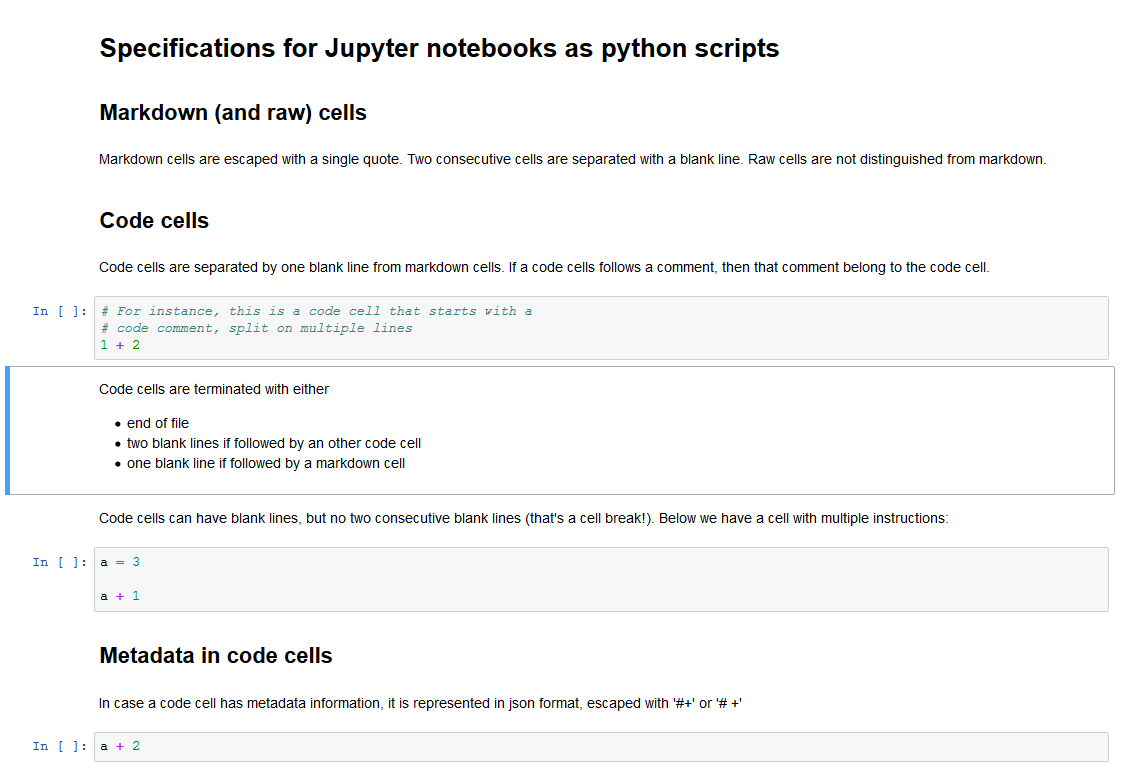 Specifications for Jupyter notebooks as python scripts
Markdown (and raw) cells
Markdown cells are escaped with a single quote. Two consecutive cells are separated with a blank line. Raw cells are not distinguished from markdown.
Code cells
Code cells are separated by one blank line from markdown cells. If a code cells follows a comment, then that comment belong to the code cell.
In [ ]: # For instance, this is a code cell that starts with a
# code comment, split on multiple lines
1 + 2
Code cells are terminated with either
• end of file
• two blank lines if followed by an other code cell
• one blank line if followed by a markdown cell
Code cells can have blank lines, but no two consecutive blank lines (that's a cell break!). Below we have a cell with multiple instructions:
In [ ]: a = 3
a + 1
Metadata in code cells
In case a code cell has metadata information, it is represented in json format, escaped with '#+' or '# +'
In [ ]: a + 2